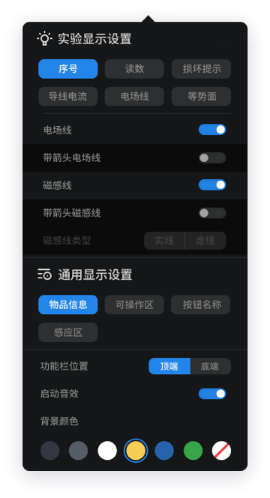 实验显示设置
序号 读数 损坏提示
导线电流 电场线 等势面
电场线
带箭头电场线
磁感线
带箭头磁感线
磁感线类型 实线 虚线
通用显示设置
物品信息 可操作区 按钮名称
感应区
功能栏位置 顶端 底端
启动音效
背景颜色